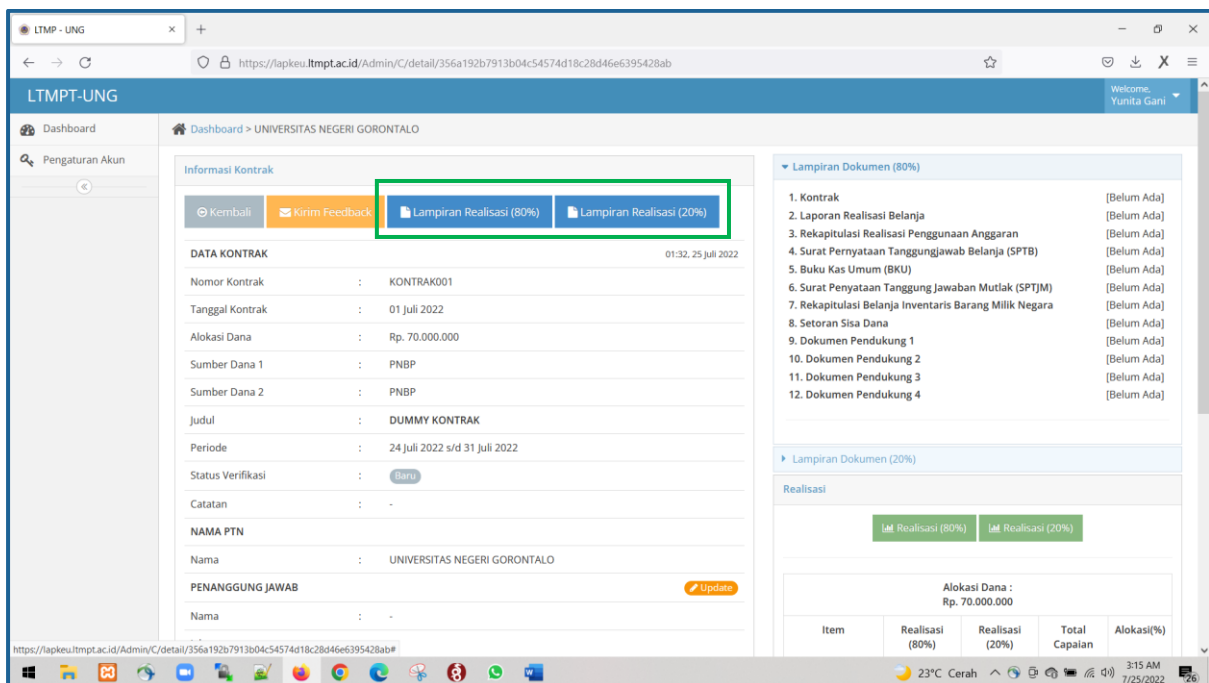 LTMP - UNG
https://lapkeu.ltmpt.ac.id/Admin/C/detail/356a192b7913b04c54574d18c28d46e6395428ab
LTMPT-UNG
Welcome,
Yunita Gani
Dashboard
Pengaturan Akun
Dashboard > UNIVERSITAS NEGERI GORONTALO
Informasi Kontrak
Kembali
Kirim Feedback
Lampiran Realisasi (80%)
Lampiran Realisasi (20%)
DATA KONTRAK 01:32, 25 Juli 2022
Nomor Kontrak : KONTRAK001
Tanggal Kontrak : 01 Juli 2022
Alokasi Dana : Rp. 70.000.000
Sumber Dana 1 : PNBP
Sumber Dana 2 : PNBP
Judul : DUMMY KONTRAK
Periode : 24 Juli 2022 s/d 31 Juli 2022
Status Verifikasi : Baru
Catatan : -
NAMA PTN
Nama : UNIVERSITAS NEGERI GORONTALO
PENANGGUNG JAWAB Update
Nama : -
Lampiran Dokumen (80%)
1. Kontrak [Belum Ada]
2. Laporan Realisasi Belanja [Belum Ada]
3. Rekapitulasi Realisasi Penggunaan Anggaran [Belum Ada]
4. Surat Pernyataan Tanggungjawab Belanja (SPTB) [Belum Ada]
5. Buku Kas Umum (BKU) [Belum Ada]
6. Surat Penyataan Tanggung Jawaban Mutlak (SPTJM) [Belum Ada]
7. Rekapitulasi Belanja Inventaris Barang Milik Negara [Belum Ada]
8. Setoran Sisa Dana [Belum Ada]
9. Dokumen Pendukung 1 [Belum Ada]
10. Dokumen Pendukung 2 [Belum Ada]
11. Dokumen Pendukung 3 [Belum Ada]
12. Dokumen Pendukung 4 [Belum Ada]
Lampiran Dokumen (20%)
Realisasi
Realisasi (80%)
Realisasi (20%)
Alokasi Dana :
Rp. 70.000.000
Item Realisasi Realisasi Total Alokasi(%)
(80%) (20%) Capaian
https://lapkeu.ltmpt.ac.id/Admin/C/detail/356a192b7913b04c54574d18c28d46e6395428ab#
23°C Cerah
3:15 AM
7/25/2022
26